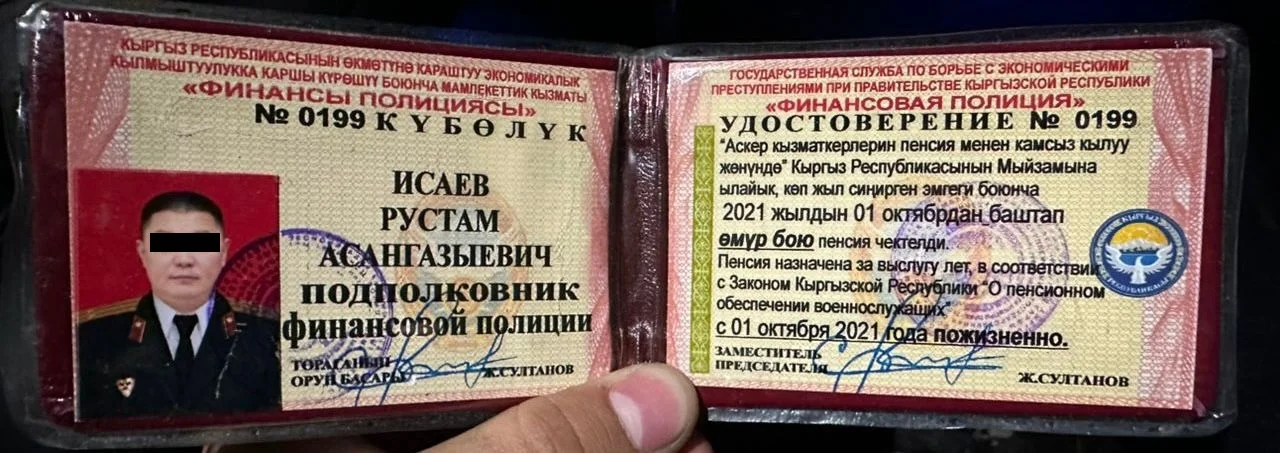 КЫРГЫЗ РЕСПУБЛИКАСЫНЫН ӨКМӨТҮНӨ КАРАШТУУ ЭКОНОМИКАЛЫК
КЫЛМЫШТУУЛУККА КАРШЫ КҮРӨШҮҮ БОЮНЧА МАМЛЕКЕТТИК КЫЗМАТЫ
«ФИНАНСЫ ПОЛИЦИЯСЫ»
№ 0199 КҮБӨЛҮК
ИСАЕВ
РУСТАМ
АСАНГАЗЫЕВИЧ
ПОДПОЛКОВНИК
финансовой полиции
ТӨРАГАНЫН
ОРУН БАСАРЫ
Ж.СУЛТАНОВ
ГОСУДАРСТВЕННАЯ СЛУЖБА ПО БОРЬБЕ С ЭКОНОМИЧЕСКИМИ
ПРЕСТУПЛЕНИЯМИ ПРИ ПРАВИТЕЛЬСТВЕ КЫРГЫЗСКОЙ РЕСПУБЛИКИ
«ФИНАНСОВАЯ ПОЛИЦИЯ»
УДОСТОВЕРЕНИЕ № 0199
"Аскер кызматкерлерин пенсия менен камсыз кылуу
жөнүндө" Кыргыз Республикасынын Мыйзамына
ылайык, көп жыл сиңирген эмгеги боюнча
2021 жылдын 01 октябрдан баштап
өмүр бою пенсия чектелди.
Пенсия назначена за выслугу лет, в соответствии
с Законом Кыргызской Республики "О пенсионном
обеспечении военнослужащих"
с 01 октября 2021 года пожизненно.
ЗАМЕСТИТЕЛЬ
ПРЕДСЕДАТЕЛЯ
Ж.СУЛТАНОВ